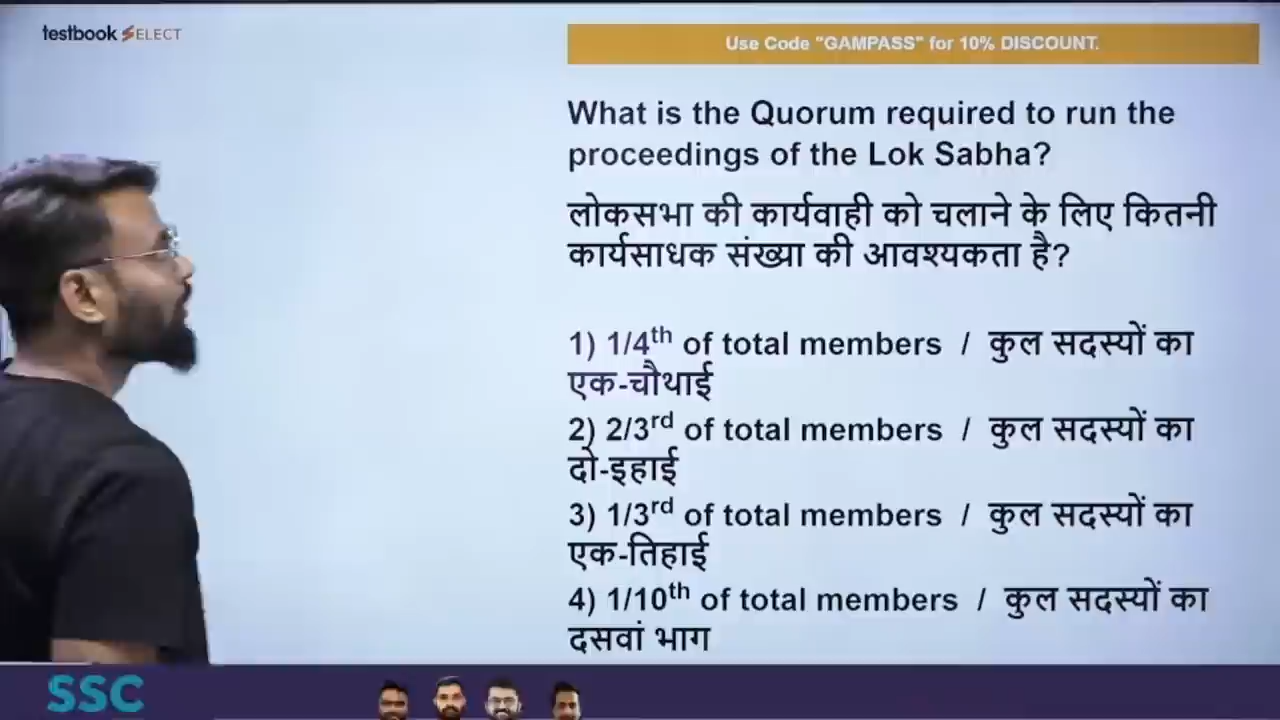 testbook SELECT
Use Code "GAMPASS" for 10% DISCOUNT.
What is the Quorum required to run the
proceedings of the Lok Sabha?
लोकसभा की कार्यवाही को चलाने के लिए कितनी
कार्यसाधक संख्या की आवश्यकता है?
1) 1/4th of total members / कुल सदस्यों का
एक-चौथाई
2) 2/3rd of total members / कुल सदस्यों का
दो-इहाई
3) 1/3rd of total members / कुल सदस्यों का
एक-तिहाई
4) 1/10th of total members / कुल सदस्यों का
दसवां भाग
SSC